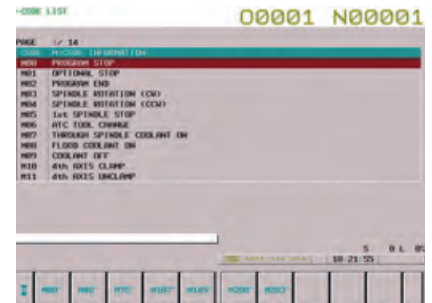 M-CODE LIST O0001 N00001
PAGE 1/ 14
CODE M-CODE INFORMATION
M00 PROGRAM STOP
M01 OPTIONAL STOP
M02 PROGRAM END
M03 SPINDLE ROTATION (CW)
M04 SPINDLE ROTATION (CCW)
M05 1st SPINDLE STOP
M06 ATC TOOL CHANGE
M07 THROUGH SPINDLE COOLANT ON
M08 FLOOD COOLANT ON
M09 COOLANT OFF
M10 4th AXIS CLAMP
M11 4th AXIS UNCLAMP
S 0 L 0%
10:21:55